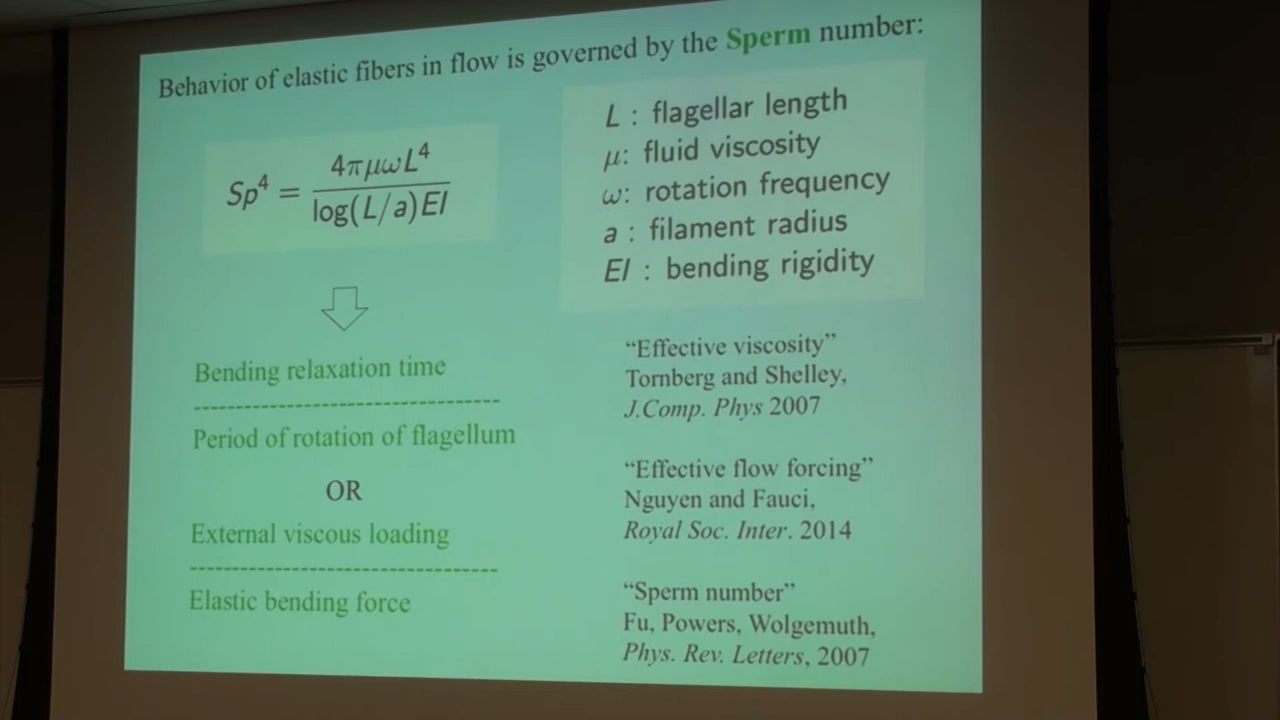 Behavior of elastic fibers in flow is governed by the Sperm number:
Sp⁴ = 4πμωL⁴ / log(L/a)EI
L : flagellar length
μ: fluid viscosity
ω: rotation frequency
a : filament radius
EI : bending rigidity
Bending relaxation time
--------------------------------
Period of rotation of flagellum
OR
External viscous loading
--------------------------------
Elastic bending force
“Effective viscosity”
Tornberg and Shelley,
J.Comp. Phys 2007
“Effective flow forcing”
Nguyen and Fauci,
Royal Soc. Inter. 2014
“Sperm number”
Fu, Powers, Wolgemuth,
Phys. Rev. Letters, 2007